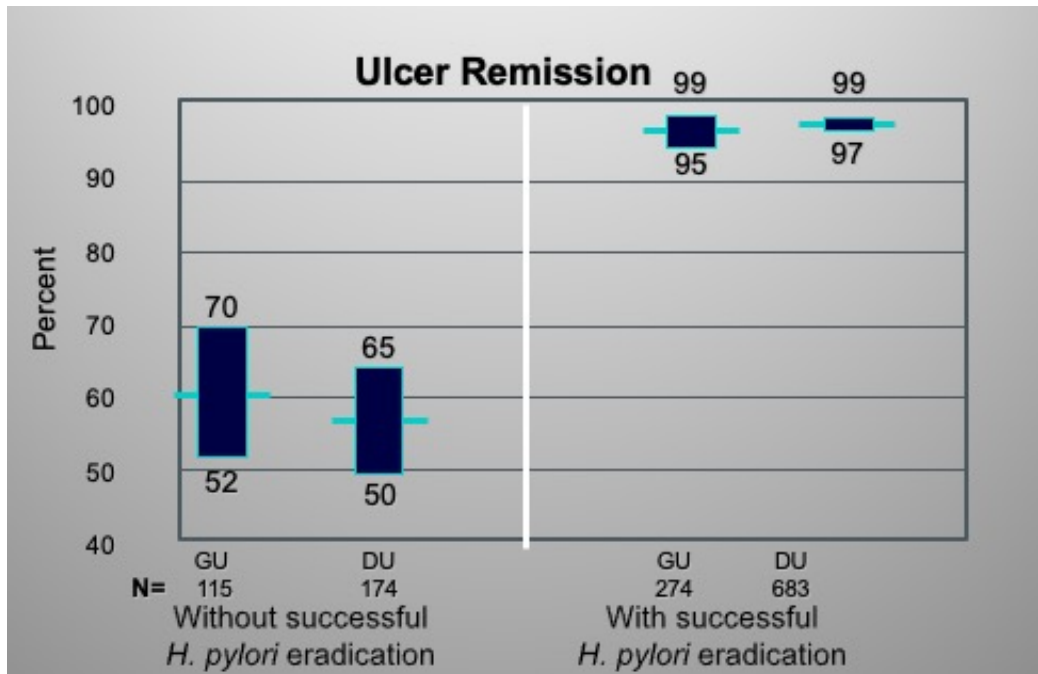 Ulcer Remission
Percent
100
90
80
70
60
50
40
70
52
65
50
99
95
99
97
GU DU GU DU
N= 115 174 274 683
Without successful
H. pylori eradication
With successful
H. pylori eradication